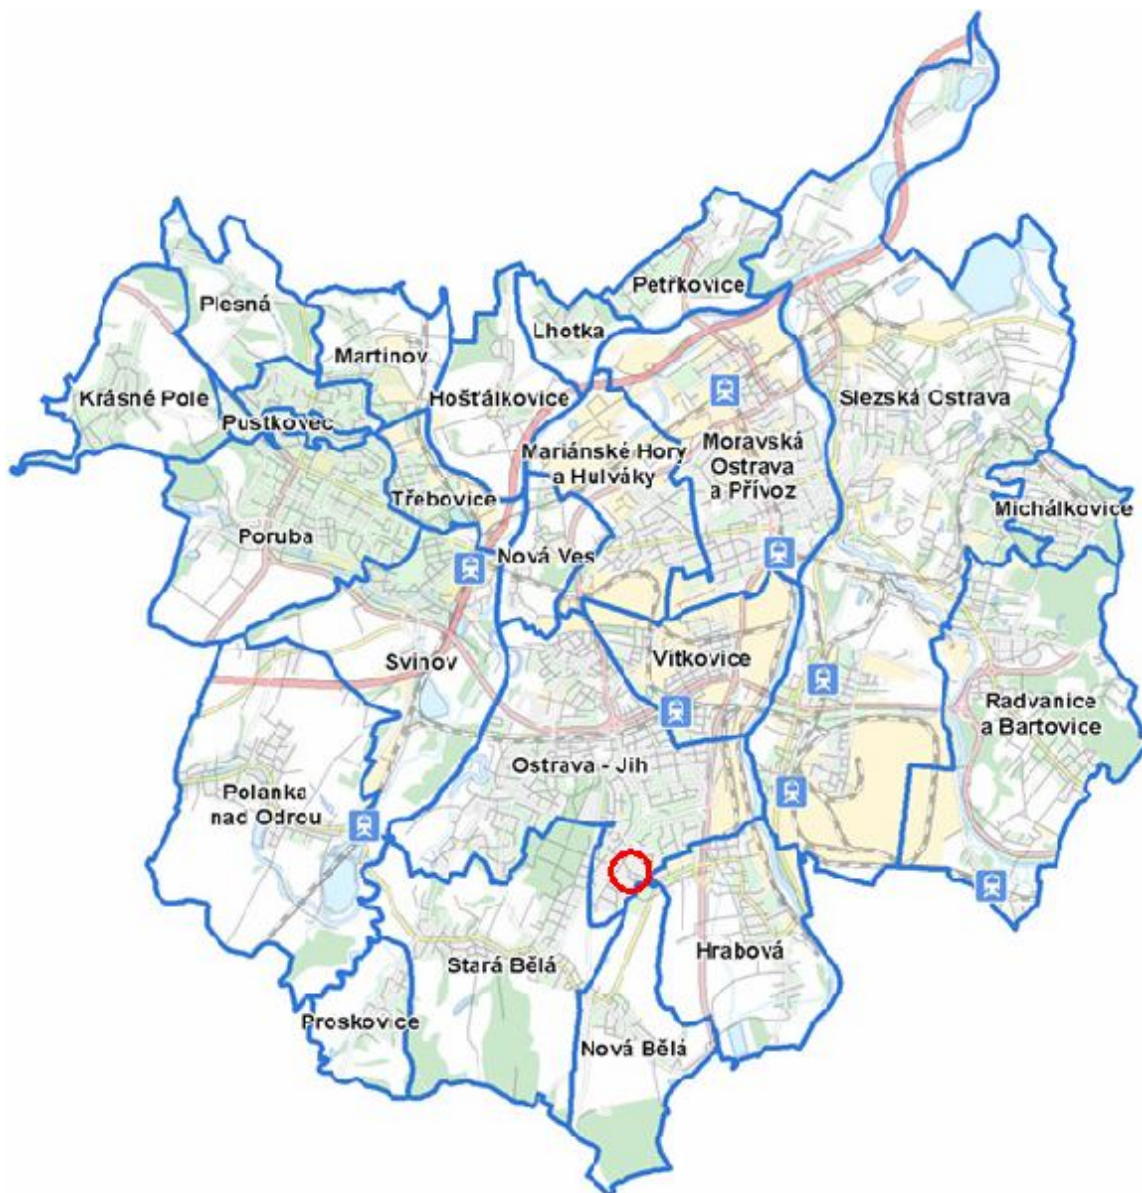 Petřkovice
Plesná
Lhotka
Martinov
Krásné Pole
Hošťálkovice
Slezská Ostrava
Pustkovec
Mariánské Hory
a Hulváky
Moravská
Ostrava
a Přívoz
Třebovice
Michálkovice
Poruba
Nová Ves
Svinov
Vítkovice
Radvanice
a Bartovice
Ostrava - Jih
Polanka
nad Odrou
Hrabová
Stará Bělá
Proskovice
Nová Bělá